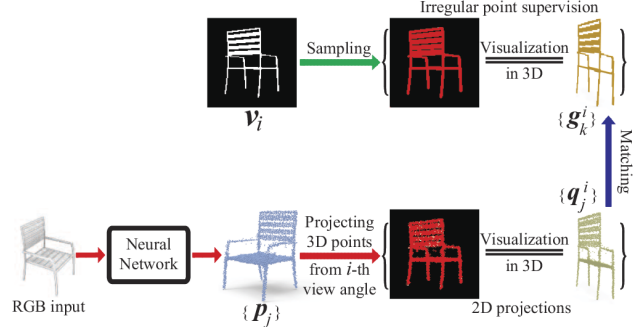 Irregular point supervision
Sampling
Visualization
in 3D
v_i
{ g_k^i }
Matching
{ q_j^i }
Neural
Network
Projecting
3D points
from i-th
view angle
Visualization
in 3D
RGB input
{ p_j }
2D projections